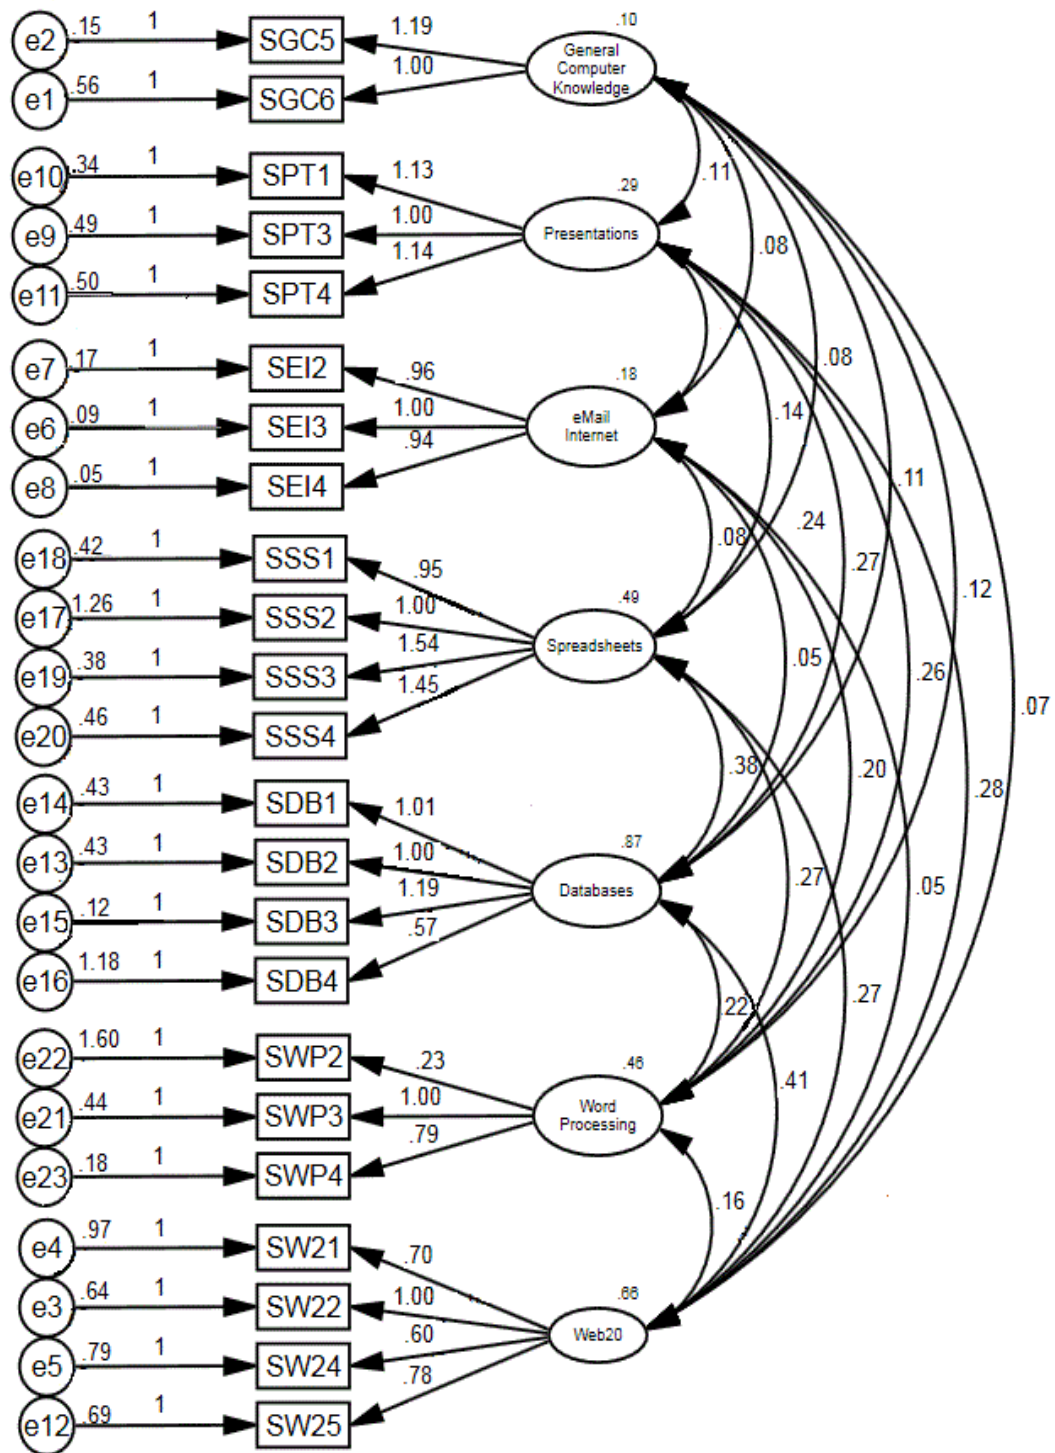 e2 .15 1 SGC5 1.19 .10
General
Computer
Knowledge
e1 .56 1 SGC6 1.00
e10 .34 1 SPT1 1.13 .29 .11
e9 .49 1 SPT3 1.00 Presentations .08
e11 .50 1 SPT4 1.14
e7 .17 1 SEI2 .96 .18 .08
e6 .09 1 SEI3 1.00 .14
eMail
Internet
e8 .05 1 SEI4 .94 .11
.08 .24 .27
e18 .42 1 SSS1 .95 .49 .12
e17 1.26 1 SSS2 1.00
e19 .38 1 SSS3 1.54 Spreadsheets .05 .26 .07
e20 .46 1 SSS4 1.45
.38 .20 .28
e14 .43 1 SDB1 1.01 .87
e13 .43 1 SDB2 1.00 Databases .27 .05
e15 .12 1 SDB3 1.19
e16 1.18 1 SDB4 .57
.22 .27
e22 1.60 1 SWP2 .23 .46 .41
e21 .44 1 SWP3 1.00
Word
Processing
e23 .18 1 SWP4 .79
.16
e4 .97 1 SW21 .70
e3 .64 1 SW22 1.00 .66
e5 .79 1 SW24 .60 Web20
e12 .69 1 SW25 .78